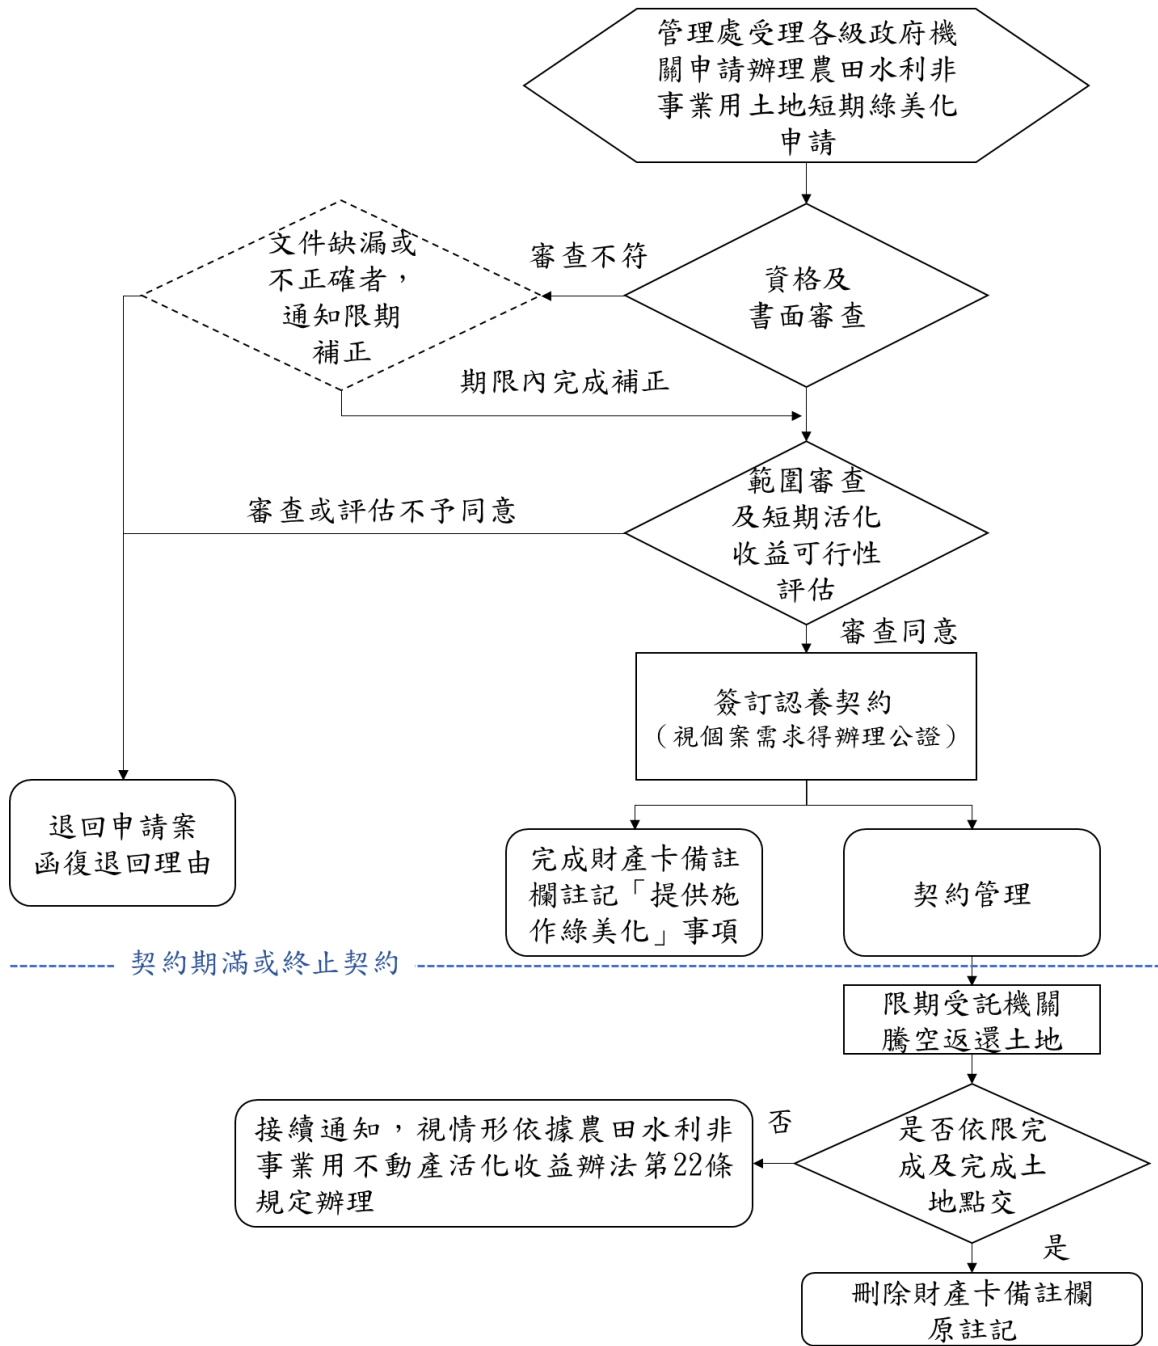 管理處受理各級政府機
關申請辦理農田水利非
事業用土地短期綠美化
申請
文件缺漏或
不正確者，
通知限期
補正
審查不符
資格及
書面審查
期限內完成補正
範圍審查
及短期活化
收益可行性
評估
審查或評估不予同意
審查同意
簽訂認養契約
（視個案需求得辦理公證）
退回申請案
函復退回理由
完成財產卡備註
欄註記「提供施
作綠美化」事項
契約管理
契約期滿或終止契約
限期受託機關
騰空返還土地
接續通知，視情形依據農田水利非
事業用不動產活化收益辦法第22條
規定辦理
否
是否依限完
成及完成土
地點交
是
刪除財產卡備註欄
原註記